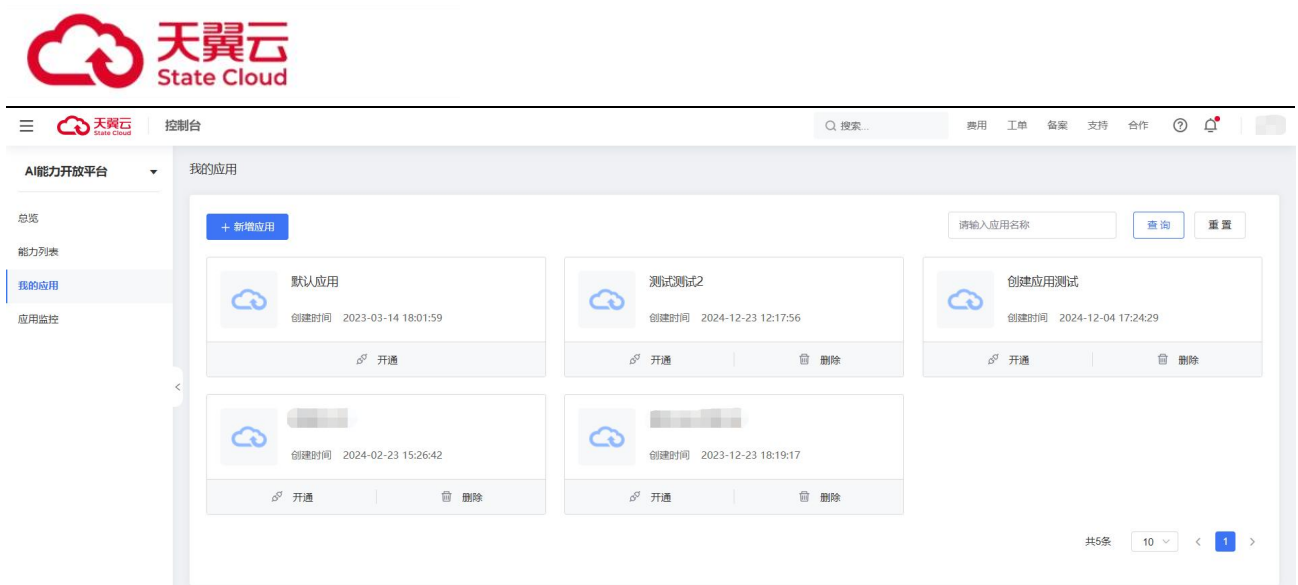 天翼云
State Cloud
天翼云
State Cloud
控制台
搜索...
费用 工单 备案 支持 合作
AI能力开放平台
我的应用
总览
能力列表
我的应用
应用监控
+ 新增应用
请输入应用名称
查询
重置
默认应用
创建时间 2023-03-14 18:01:59
开通
测试测试2
创建时间 2024-12-23 12:17:56
开通 删除
创建应用测试
创建时间 2024-12-04 17:24:29
开通 删除
创建时间 2024-02-23 15:26:42
开通 删除
创建时间 2023-12-23 18:19:17
开通 删除
共5条 10 < 1 >